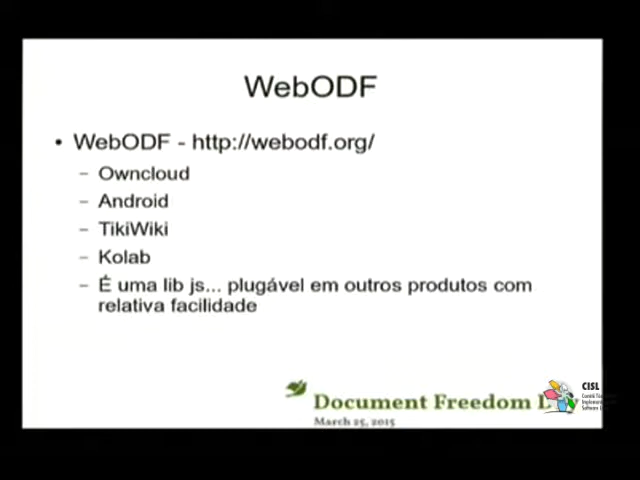 WebODF
• WebODF - http://webodf.org/
– Owncloud
– Android
– TikiWiki
– Kolab
– É uma lib js... plugável em outros produtos com
relativa facilidade
Document Freedom
March 25, 2015
CISL